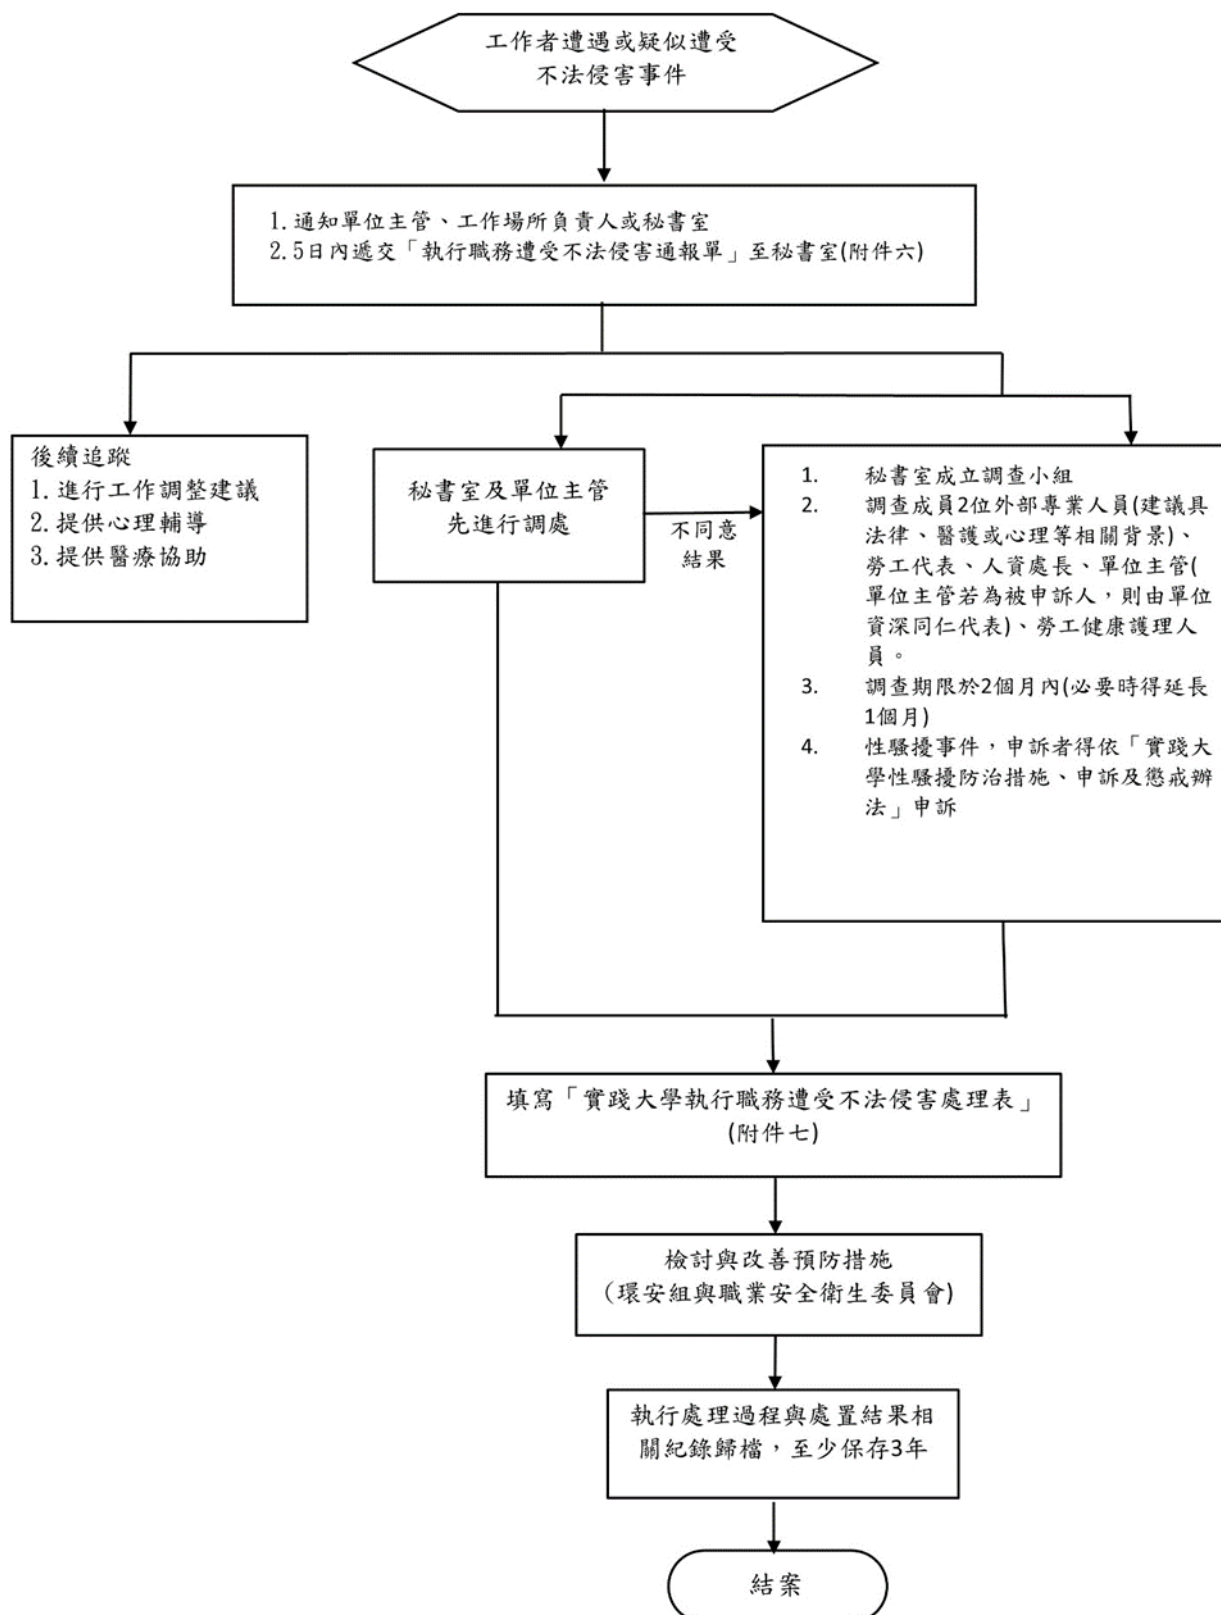 工作者遭遇或疑似遭受
不法侵害事件
1.通知單位主管、工作場所負責人或秘書室
2.5日內遞交「執行職務遭受不法侵害通報單」至秘書室(附件六)
後續追蹤
1.進行工作調整建議
2.提供心理輔導
3.提供醫療協助
秘書室及單位主管
先進行調處
不同意
結果
1. 秘書室成立調查小組
2. 調查成員2位外部專業人員(建議具
法律、醫護或心理等相關背景)、
勞工代表、人資處長、單位主管(
單位主管若為被申訴人，則由單位
資深同仁代表)、勞工健康護理人
員。
3. 調查期限於2個月內(必要時得延長
1個月)
4. 性騷擾事件，申訴者得依「實踐大
學性騷擾防治措施、申訴及懲戒辦
法」申訴
填寫「實踐大學執行職務遭受不法侵害處理表」
(附件七)
檢討與改善預防措施
（環安組與職業安全衛生委員會)
執行處理過程與處置結果相
關紀錄歸檔，至少保存3年
結案